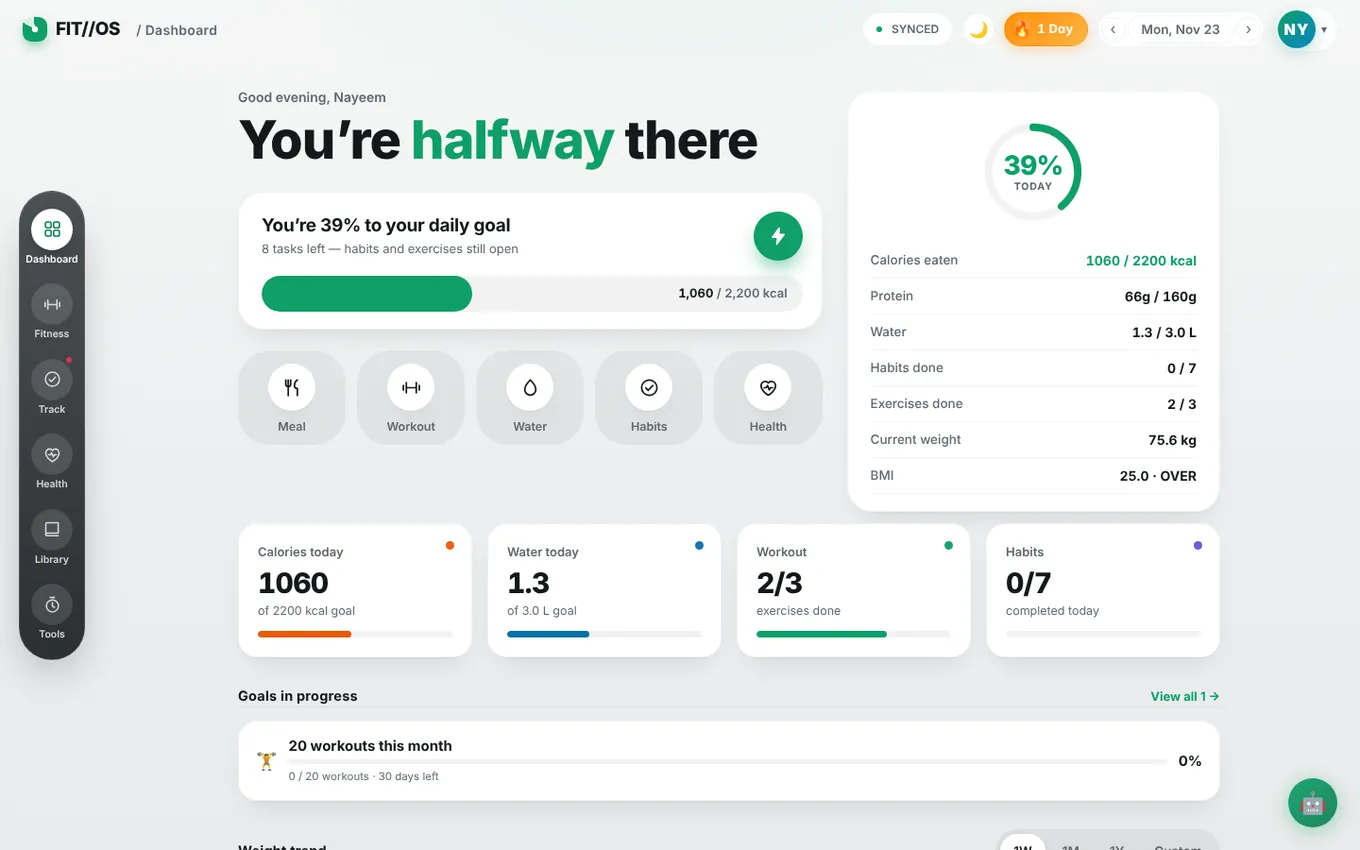 FIT//OS / Dashboard
SYNCED
1 Day
‹ Mon, Nov 23 ›
NY
Dashboard
Fitness
Track
Health
Library
Tools
Good evening, Nayeem
You’re halfway there
You’re 39% to your daily goal
8 tasks left — habits and exercises still open
1,060 / 2,200 kcal
Meal
Workout
Water
Habits
Health
39%
TODAY
Calories eaten 1060 / 2200 kcal
Protein 66g / 160g
Water 1.3 / 3.0 L
Habits done 0 / 7
Exercises done 2 / 3
Current weight 75.6 kg
BMI 25.0 · OVER
Calories today
1060
of 2200 kcal goal
Water today
1.3
of 3.0 L goal
Workout
2/3
exercises done
Habits
0/7
completed today
Goals in progress
View all 1 →
20 workouts this month
0 / 20 workouts · 30 days left
0%
Weight trend
1W 1M 1Y Custom